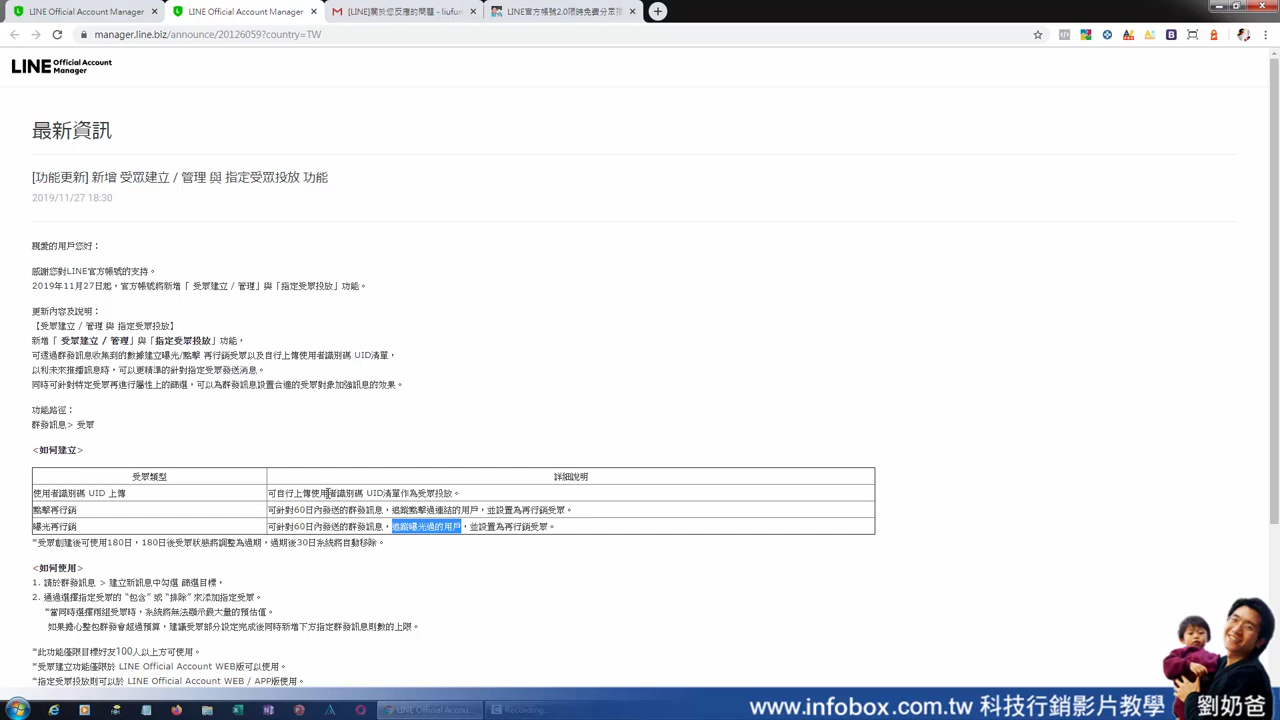 LINE Official Account Manager
LINE Official Account Manager
[LINE]關於您反應的問題 - liufun
LINE官方帳號2.0限時免費分眾
manager.line.biz/announce/20126059?country=TW
LINE Official Account Manager
最新資訊
[功能更新] 新增 受眾建立 / 管理 與 指定受眾投放 功能
2019/11/27 18:30
親愛的用戶您好：
感謝您對LINE官方帳號的支持。
2019年11月27日起，官方帳號將新增「 受眾建立 / 管理」與「指定受眾投放」功能。
更新內容及說明：
【受眾建立 / 管理 與 指定受眾投放】
新增「 受眾建立 / 管理」與「指定受眾投放」功能，
可透過群發訊息收集到的數據建立曝光/點擊 再行銷受眾以及自行上傳使用者識別碼 UID清單，
以利未來推播訊息時，可以更精準的針對指定受眾發送消息。
同時可針對特定受眾再進行屬性上的篩選，可以為群發訊息設置合適的受眾對象加強訊息的效果。
功能路徑：
群發訊息> 受眾
<如何建立>
受眾類型 詳細說明
使用者識別碼 UID 上傳 可自行上傳使用者識別碼 UID清單作為受眾投放。
點擊再行銷 可針對60日內發送的群發訊息，追蹤點擊過連結的用戶，並設置為再行銷受眾。
曝光再行銷 可針對60日內發送的群發訊息，追蹤曝光過的用戶，並設置為再行銷受眾。
*受眾創建後可使用180日，180日後受眾狀態將調整為過期，過期後30日系統將自動移除。
<如何使用>
1. 請於群發訊息 > 建立新訊息中勾選 篩選目標，
2. 通過選擇指定受眾的 “包含” 或 “排除” 來添加指定受眾。
*當同時選擇兩組受眾時，系統將無法顯示最大量的預估值。
如果擔心整包群發會超過預算，建議受眾部分設定完成後同時新增下方指定群發訊息則數的上限。
*此功能僅限目標好友100人以上方可使用。
*受眾建立功能僅限於 LINE Official Account WEB版可以使用。
*指定受眾投放則可以於 LINE Official Account WEB / APP版使用。
LINE Official Accou...
Recording...
www.infobox.com.tw 科技行銷影片教學
劉奶爸